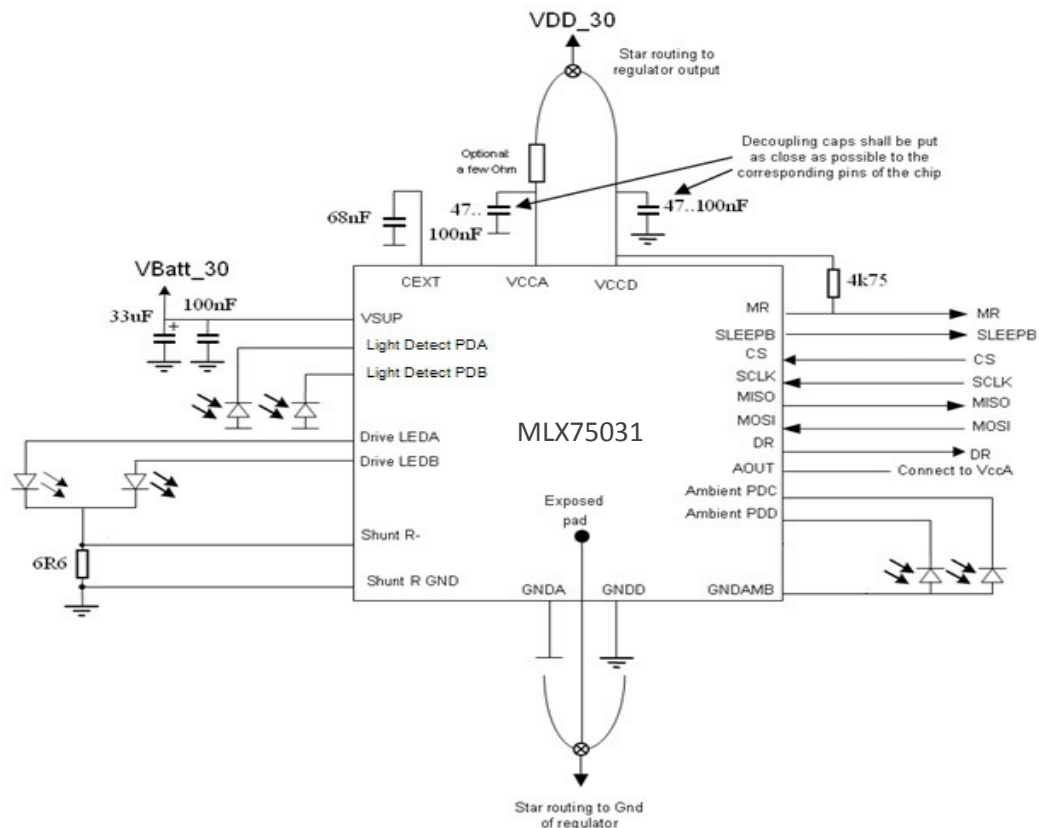 VDD_30
Star routing to
regulator output
Optional:
a few Ohm
Decoupling caps shall be put
as close as possible to the
corresponding pins of the chip
68nF
47..
100nF
47..100nF
VBatt_30
33uF
+
100nF
4k75
CEXT
VCCA
VCCD
VSUP
Light Detect PDA
Light Detect PDB
Drive LEDA
Drive LEDB
Shunt R-
Shunt R GND
6R6
MLX75031
Exposed
pad
MR
SLEEPB
CS
SCLK
MISO
MOSI
DR
AOUT
Ambient PDC
Ambient PDD
GNDAMB
MR
SLEEPB
CS
SCLK
MISO
MOSI
DR
Connect to VccA
GNDA
GNDD
Star routing to Gnd
of regulator